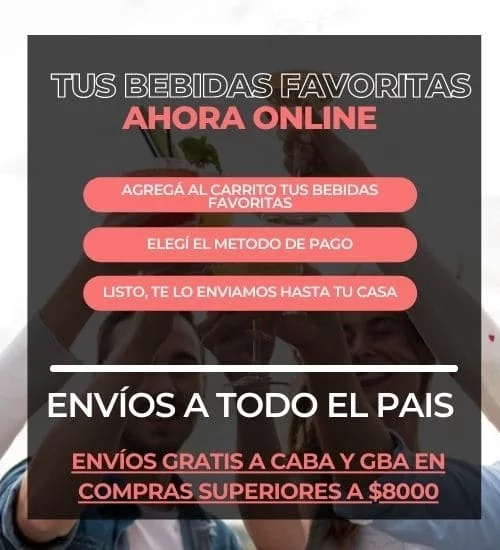 TUS BEBIDAS FAVORITAS
AHORA ONLINE
AGREGÁ AL CARRITO TUS BEBIDAS
FAVORITAS
ELEGÍ EL METODO DE PAGO
LISTO, TE LO ENVIAMOS HASTA TU CASA
ENVÍOS A TODO EL PAIS
ENVÍOS GRATIS A CABA Y GBA EN
COMPRAS SUPERIORES A $8000